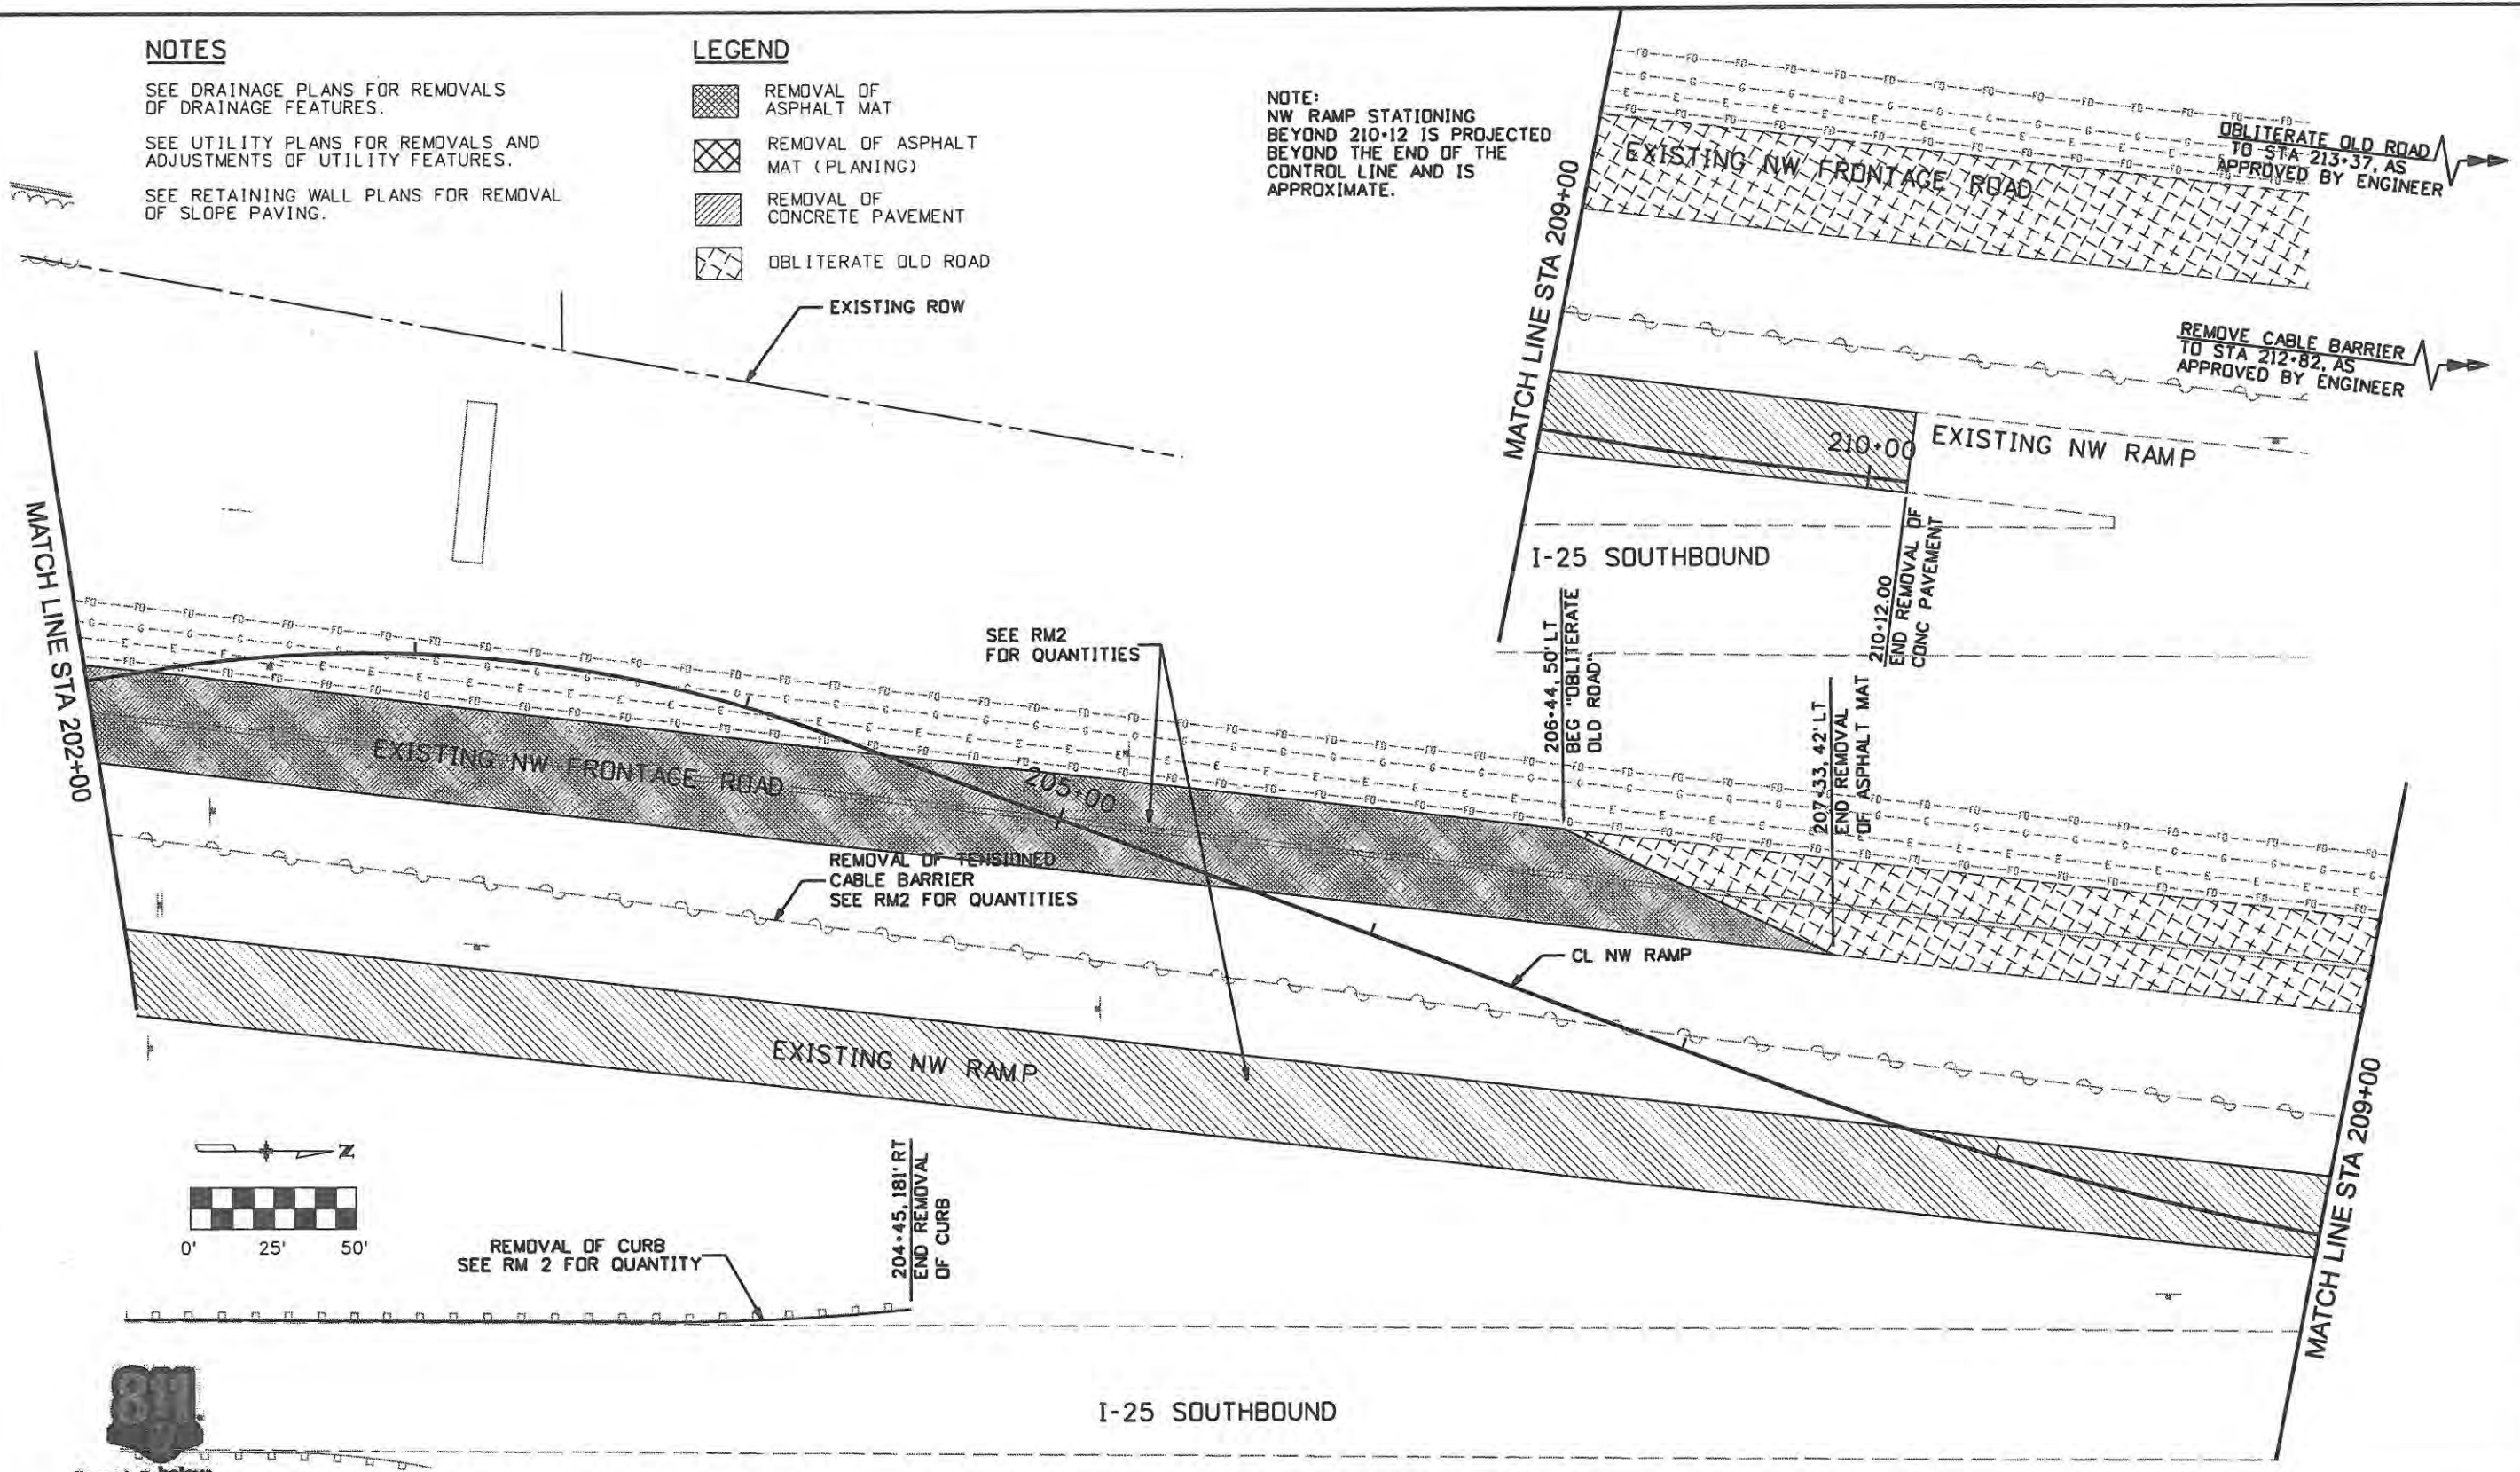 NOTES
SEE DRAINAGE PLANS FOR REMOVALS
OF DRAINAGE FEATURES.
SEE UTILITY PLANS FOR REMOVALS AND
ADJUSTMENTS OF UTILITY FEATURES.
SEE RETAINING WALL PLANS FOR REMOVAL
OF SLOPE PAVING.
LEGEND
REMOVAL OF
ASPHALT MAT
REMOVAL OF ASPHALT
MAT (PLANING)
REMOVAL OF
CONCRETE PAVEMENT
OBLITERATE OLD ROAD
EXISTING ROW
NOTE:
NW RAMP STATIONING
BEYOND 210+12 IS PROJECTED
BEYOND THE END OF THE
CONTROL LINE AND IS
APPROXIMATE.
MATCH LINE STA 209+00
EXISTING NW FRONTAGE ROAD
OBLITERATE OLD ROAD
TO STA 213+37, AS
APPROVED BY ENGINEER
REMOVE CABLE BARRIER
TO STA 212+82, AS
APPROVED BY ENGINEER
210+00
EXISTING NW RAMP
I-25 SOUTHBOUND
210+12.00
END REMOVAL OF
CONC PAVEMENT
MATCH LINE STA 202+00
SEE RM2
FOR QUANTITIES
206+44, 50' LT
BEG "OBLITERATE
OLD ROAD"
207+33, 42' LT
END REMOVAL
OF ASPHALT MAT
EXISTING NW FRONTAGE ROAD
205+00
REMOVAL OF TENSIONED
CABLE BARRIER
SEE RM2 FOR QUANTITIES
CL NW RAMP
EXISTING NW RAMP
MATCH LINE STA 209+00
N
0' 25' 50'
REMOVAL OF CURB
SEE RM 2 FOR QUANTITY
204+45, 181' RT
END REMOVAL
OF CURB
811
I-25 SOUTHBOUND